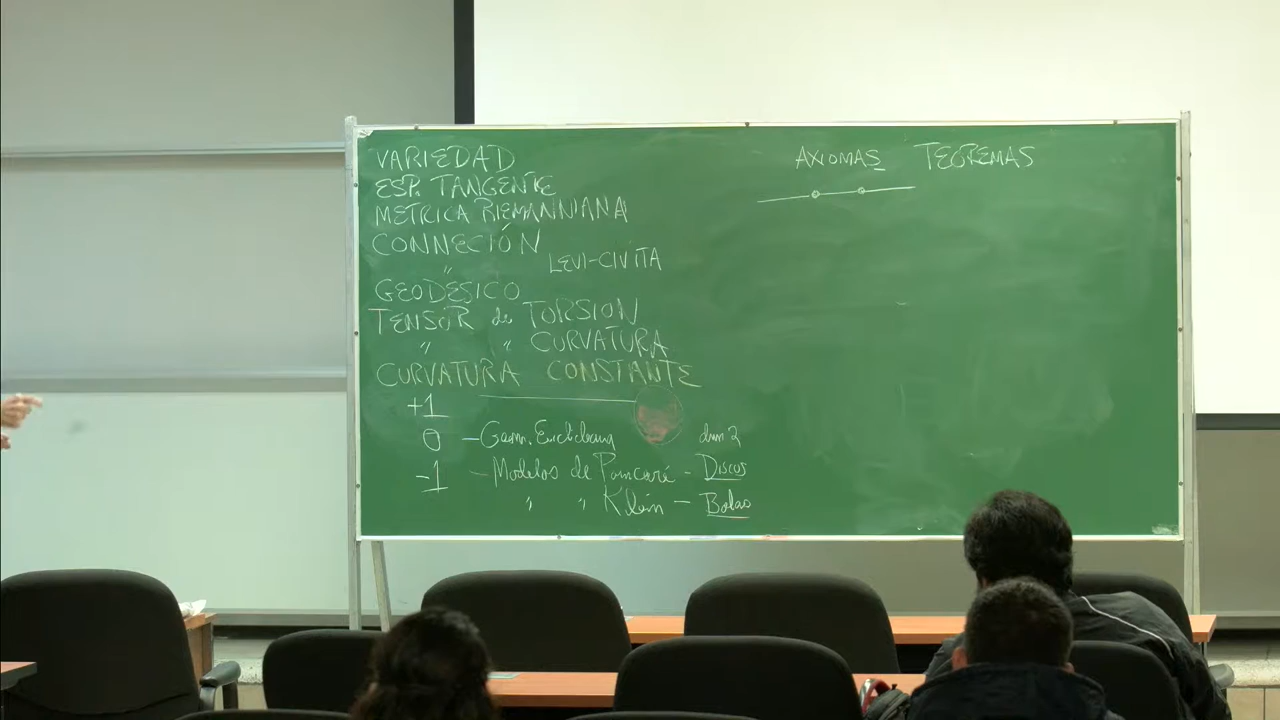 VARIEDAD
ESP. TANGENTE
METRICA RIEMANNIANA
CONNECIÓN
" LEVI-CIVITA
GEODÉSICO
TENSOR de TORSION
" " CURVATURA
CURVATURA CONSTANTE
+1
0 - Geom. Euclideana dim 2
-1 - Modelos de Poincaré - Discos
" " Klein - Bolas
AXIOMAS TEOREMAS